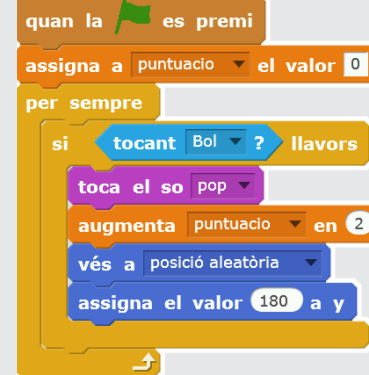 quan la es premi
assigna a puntuacio el valor 0
per sempre
si tocant Bol ? llavors
toca el so pop
augmenta puntuacio en 2
vés a posició aleatòria
assigna el valor 180 a y